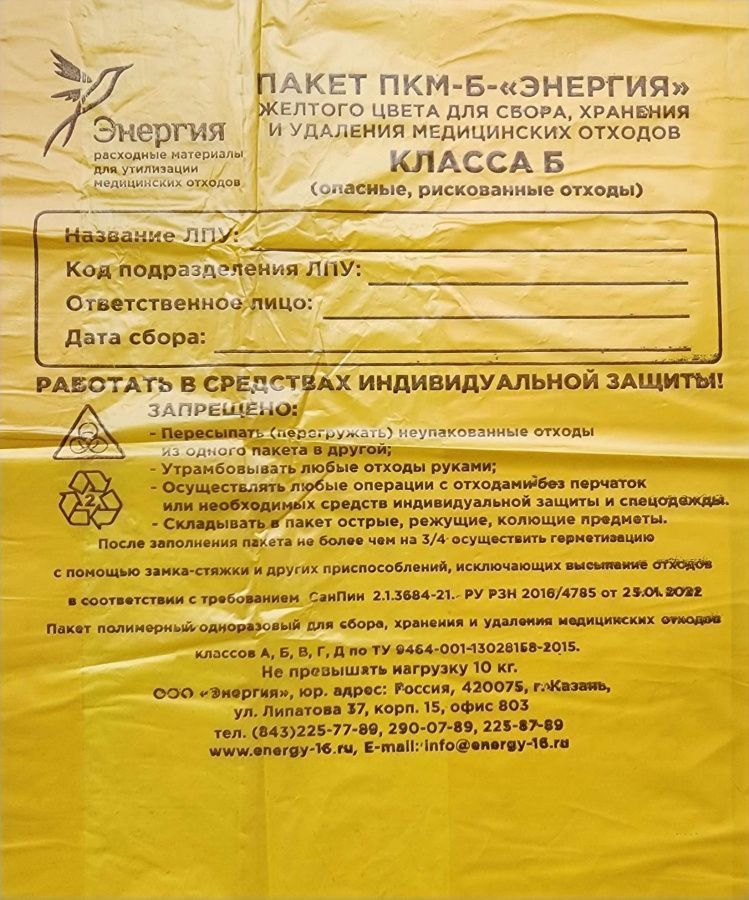 Энергия
расходные материалы
для утилизации
медицинских отходов
ПАКЕТ ПКМ-Б-«ЭНЕРГИЯ»
ЖЕЛТОГО ЦВЕТА ДЛЯ СБОРА, ХРАНЕНИЯ
И УДАЛЕНИЯ МЕДИЦИНСКИХ ОТХОДОВ
КЛАССА Б
(опасные, рискованные отходы)
Название ЛПУ:
Код подразделения ЛПУ:
Ответственное лицо:
Дата сбора:
РАБОТАТЬ В СРЕДСТВАХ ИНДИВИДУАЛЬНОЙ ЗАЩИТЫ!
ЗАПРЕЩЕНО:
- Пересыпать (перегружать) неупакованные отходы
из одного пакета в другой;
- Утрамбовывать любые отходы руками;
- Осуществлять любые операции с отходами без перчаток
или необходимых средств индивидуальной защиты и спецодежды.
- Складывать в пакет острые, режущие, колющие предметы.
2
После заполнения пакета не более чем на 3/4 осуществить герметизацию
с помощью замка-стяжки и других приспособлений, исключающих высыпание отходов
в соответствии с требованием СанПин 2.1.3684-21. РУ РЗН 2016/4785 от 25.01.2022
Пакет полимерный одноразовый для сбора, хранения и удаления медицинских отходов
классов А, Б, В, Г, Д по ТУ 9464-001-13028158-2015.
Не превышать нагрузку 10 кг.
ООО «Энергия», юр. адрес: Россия, 420075, г. Казань,
ул. Липатова 37, корп. 15, офис 803
тел. (843)225-77-89, 290-07-89, 225-87-89
www.energy-16.ru, E-mail: info@energy-16.ru